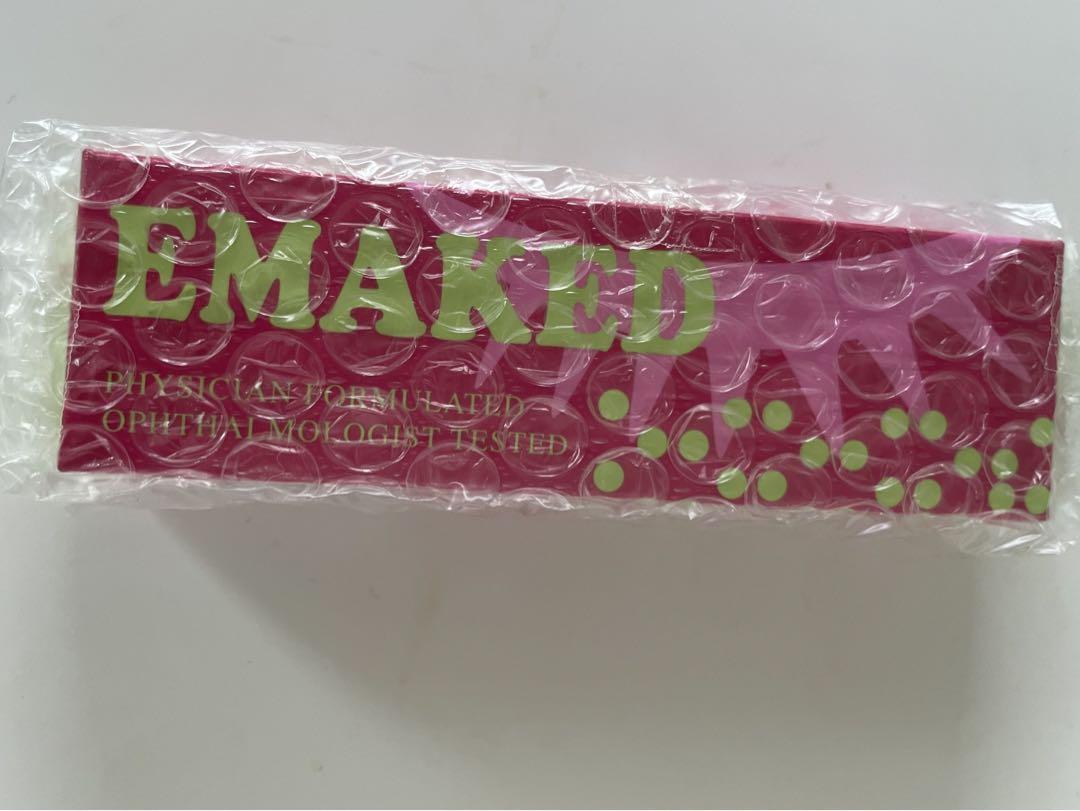 EMAKED
PHYSICIAN FORMULATED
OPHTHALMOLOGIST TESTED